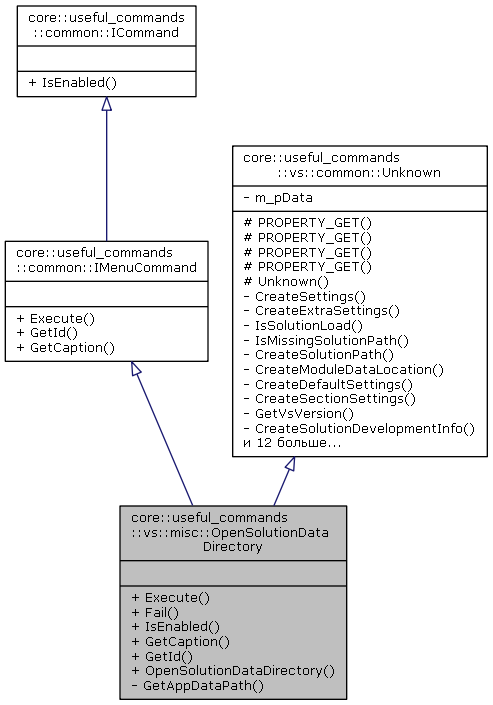 core::useful_commands
::common::ICommand
+ IsEnabled()
core::useful_commands
::vs::common::Unknown
- m_pData
# PROPERTY_GET()
# PROPERTY_GET()
# PROPERTY_GET()
# PROPERTY_GET()
# Unknown()
- CreateSettings()
- CreateExtraSettings()
- IsSolutionLoad()
- IsMissingSolutionPath()
- CreateSolutionPath()
- CreateModuleDataLocation()
- CreateDefaultSettings()
- CreateSectionSettings()
- GetVsVersion()
- CreateSolutionDevelopmentInfo()
и 12 больше...
core::useful_commands
::common::IMenuCommand
+ Execute()
+ GetId()
+ GetCaption()
core::useful_commands
::vs::misc::OpenSolutionData
Directory
+ Execute()
+ Fail()
+ IsEnabled()
+ GetCaption()
+ GetId()
+ OpenSolutionDataDirectory()
- GetAppDataPath()